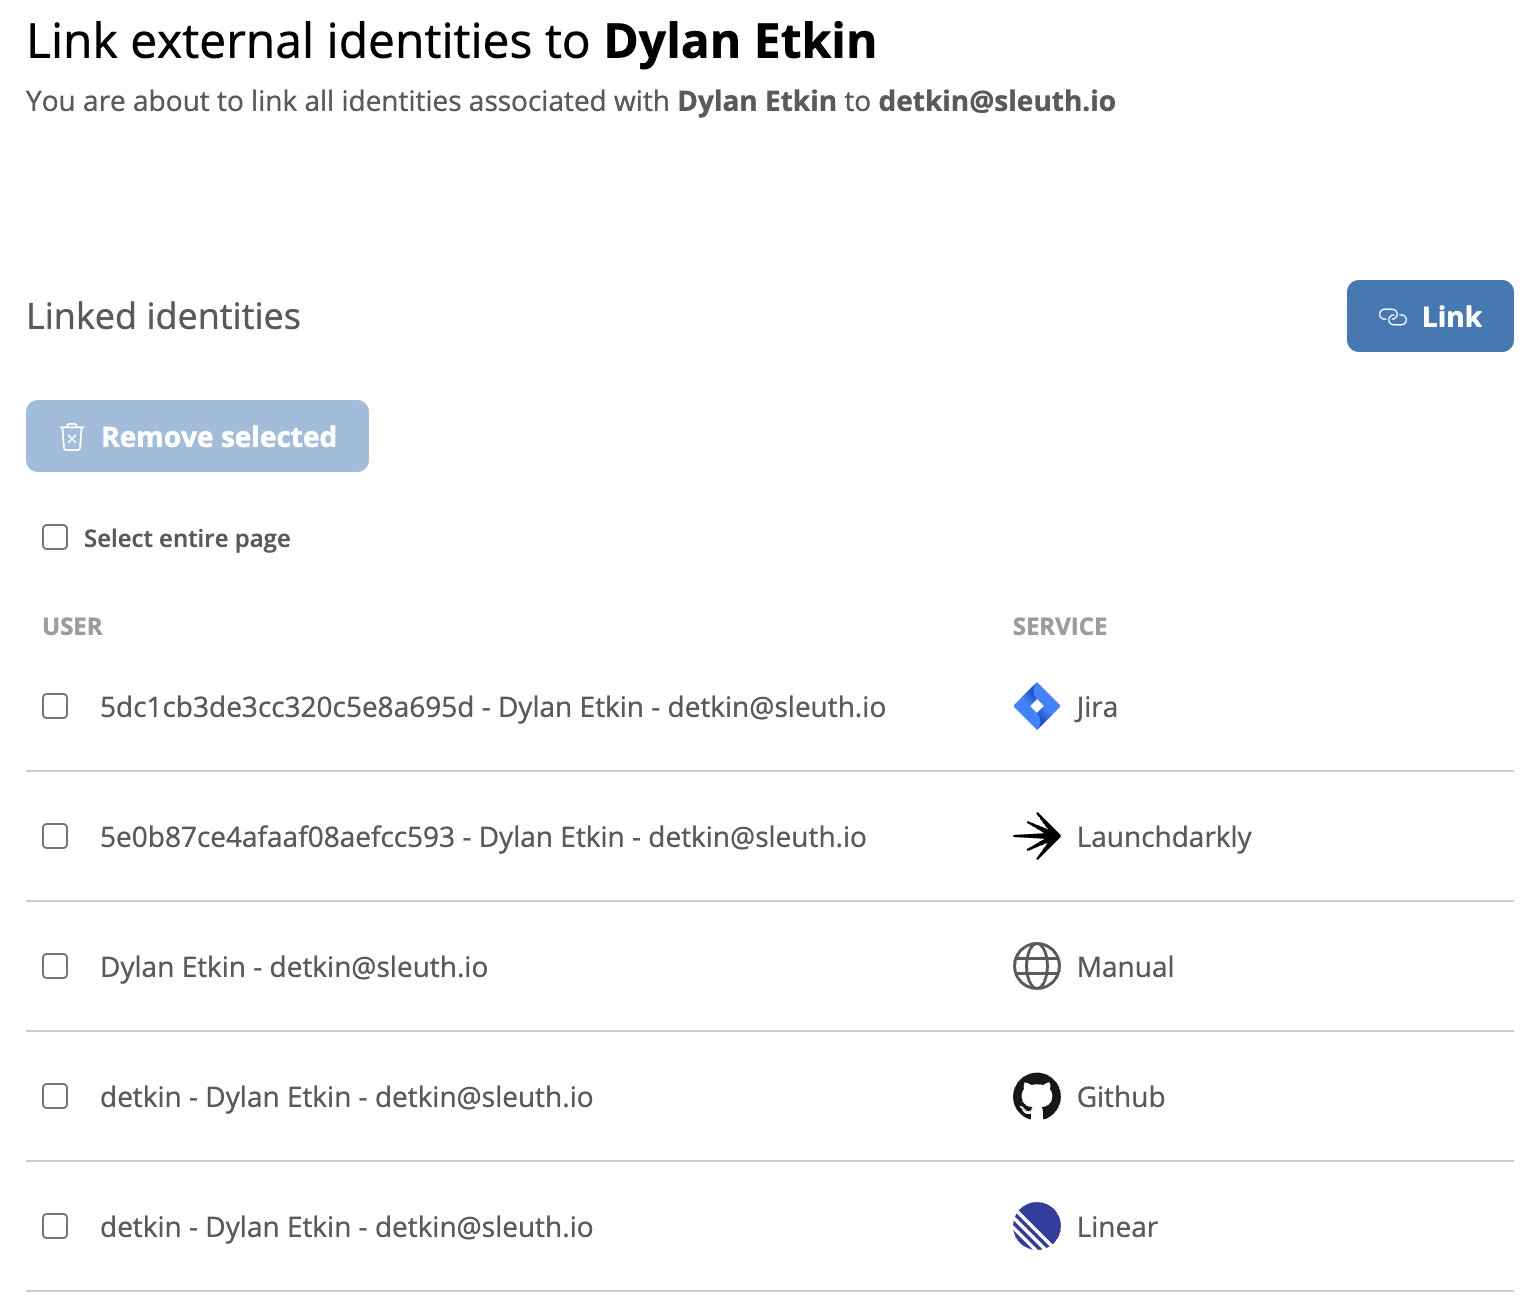 Link external identities to Dylan Etkin
You are about to link all identities associated with Dylan Etkin to detkin@sleuth.io
Linked identities
Link
Remove selected
Select entire page
USER SERVICE
5dc1cb3de3cc320c5e8a695d - Dylan Etkin - detkin@sleuth.io Jira
5e0b87ce4afaaf08aefcc593 - Dylan Etkin - detkin@sleuth.io Launchdarkly
Dylan Etkin - detkin@sleuth.io Manual
detkin - Dylan Etkin - detkin@sleuth.io Github
detkin - Dylan Etkin - detkin@sleuth.io Linear